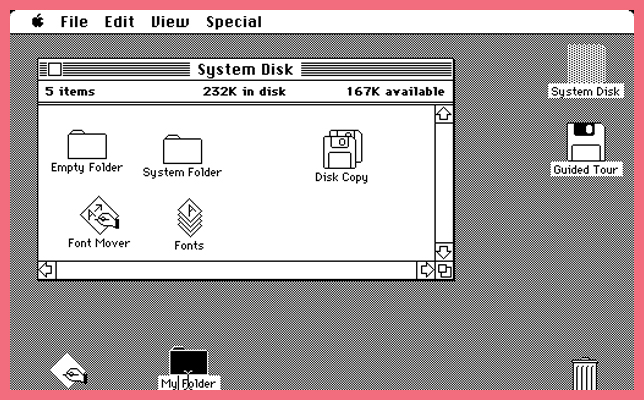 File Edit View Special
System Disk
5 items 232K in disk 167K available
Empty Folder
System Folder
Disk Copy
Font Mover
Fonts
System Disk
Guided Tour
My Folder